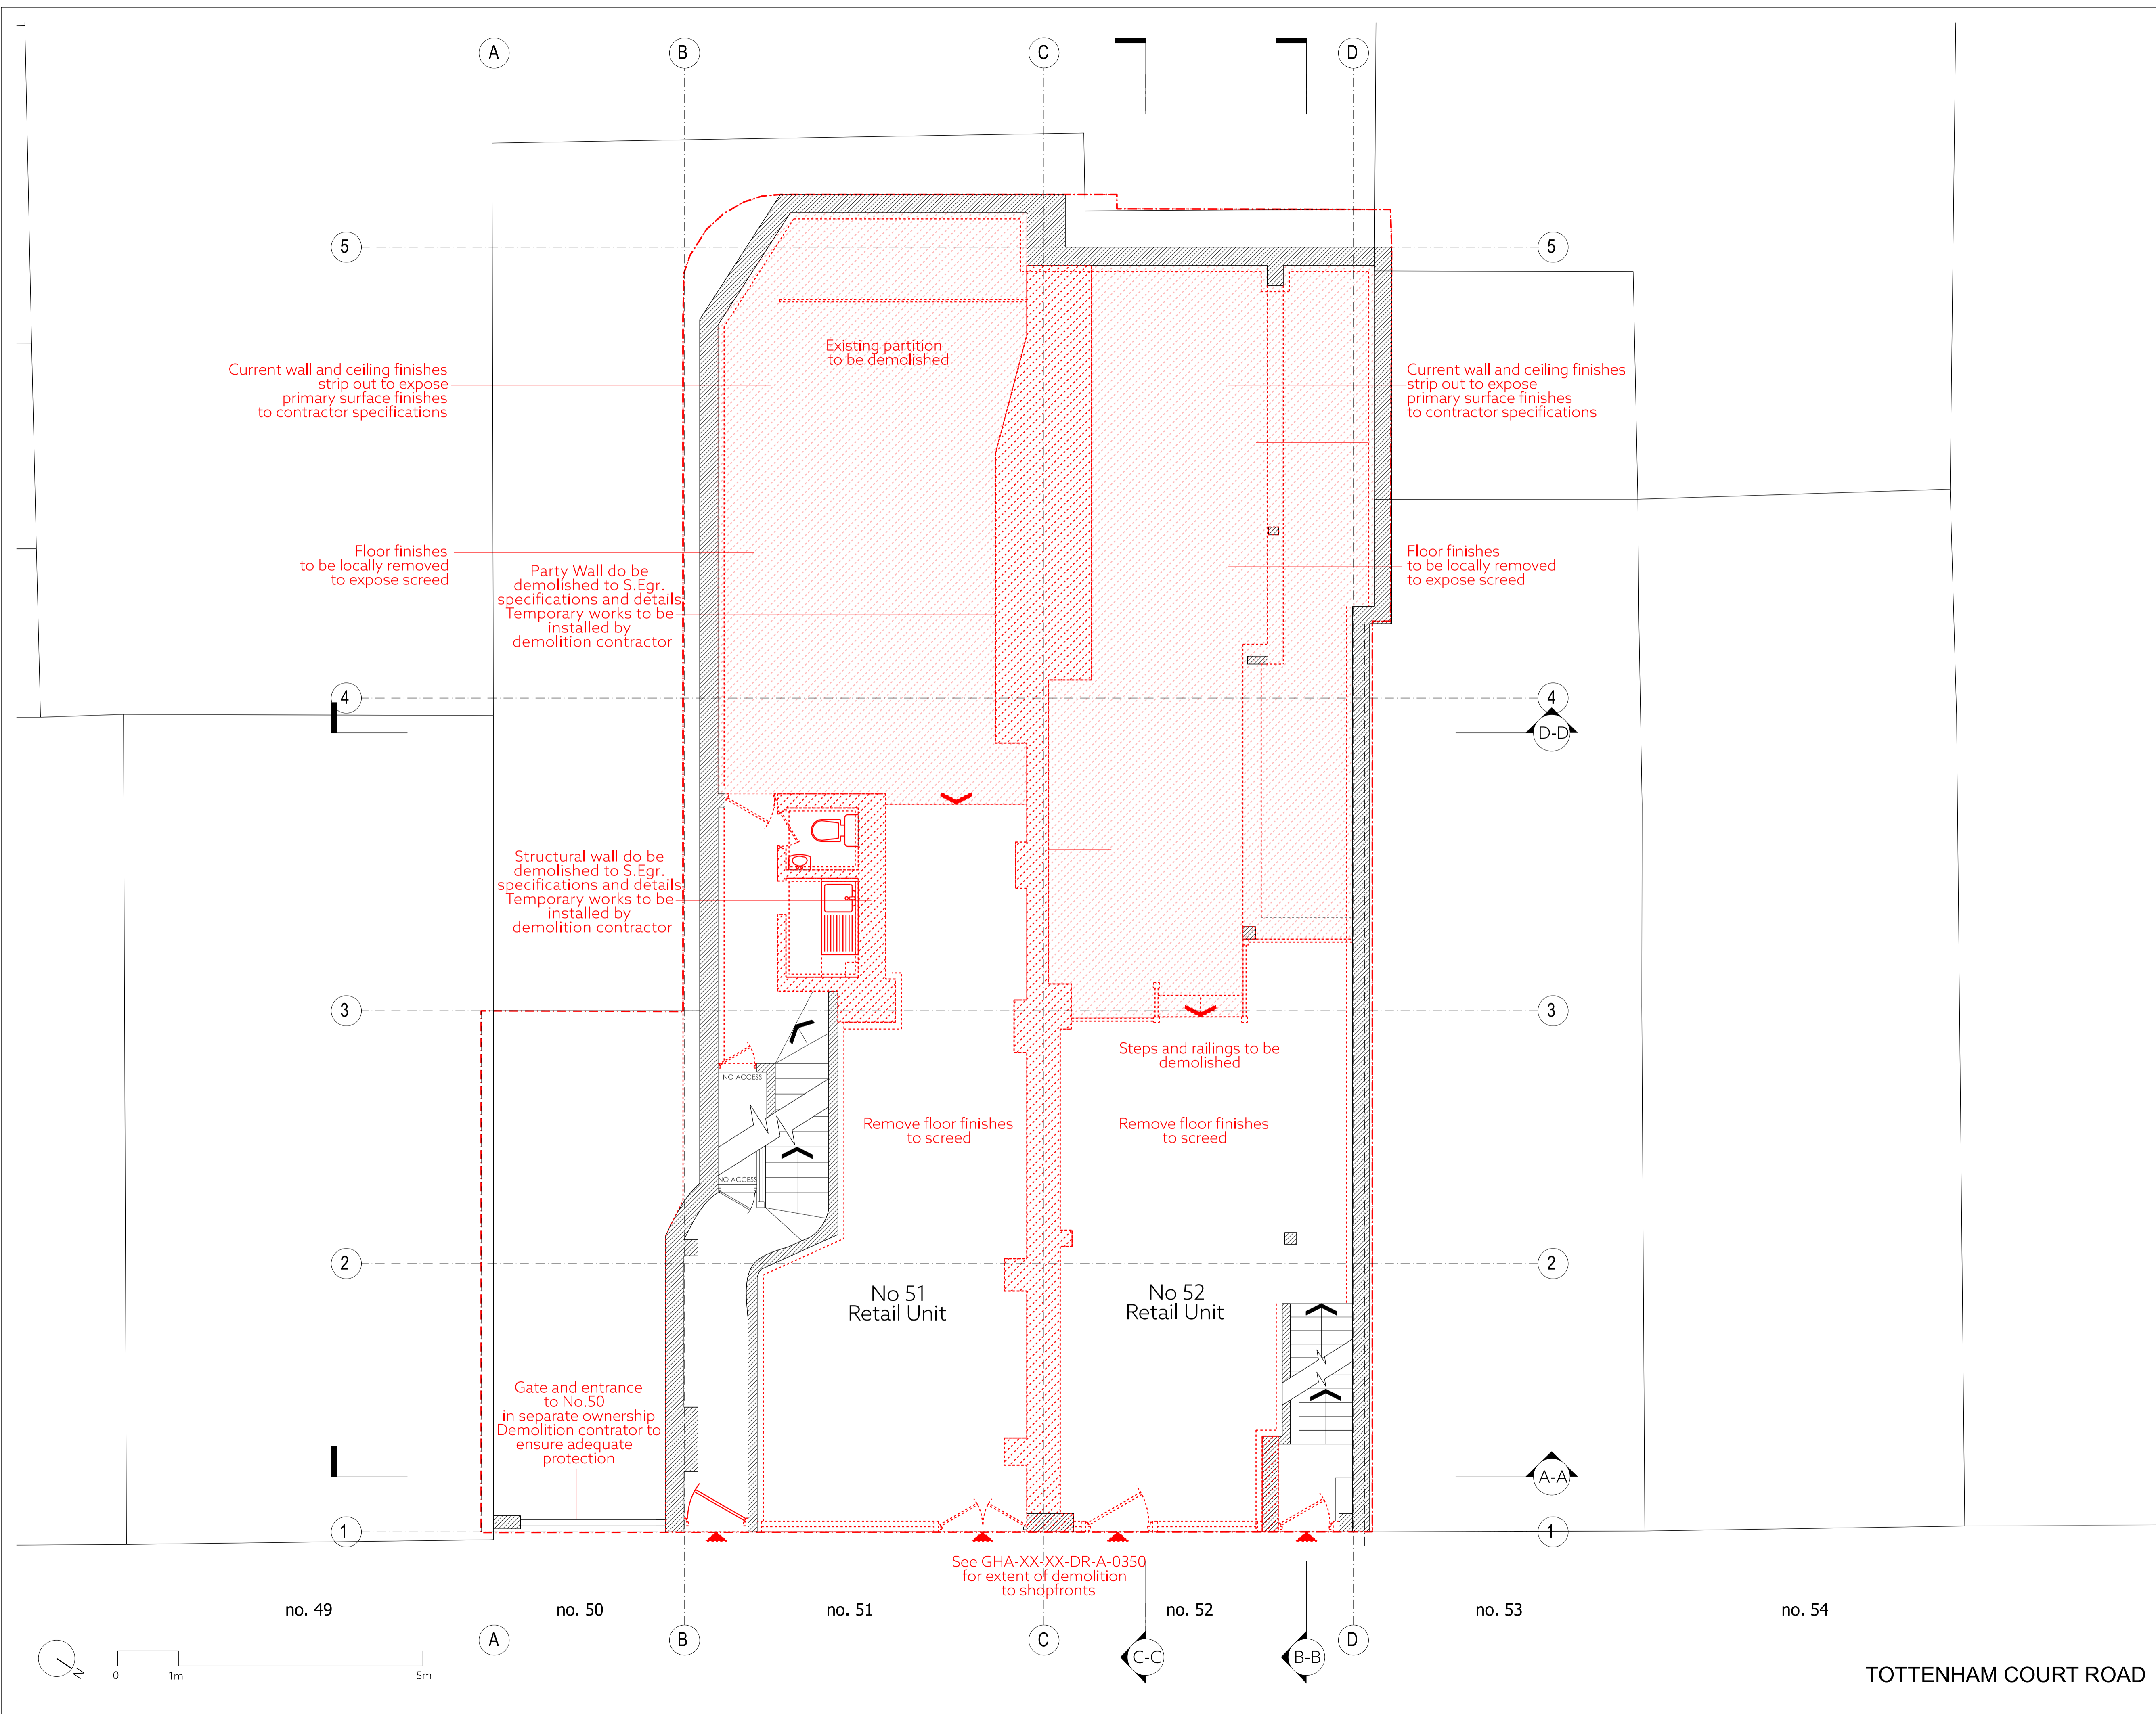 A
B
C
D
5
5
Existing partition
to be demolished
Current wall and ceiling finishes
strip out to expose
primary surface finishes
to contractor specifications
Current wall and ceiling finishes
strip out to expose
primary surface finishes
to contractor specifications
Floor finishes
to be locally removed
to expose screed
Floor finishes
to be locally removed
to expose screed
Party Wall do be
demolished to S.Egr.
specifications and details
Temporary works to be
installed by
demolition contractor
4
4
D-D
Structural wall do be
demolished to S.Egr.
specifications and details
Temporary works to be
installed by
demolition contractor
3
3
Steps and railings to be
demolished
NO ACCESS
Remove floor finishes
to screed
Remove floor finishes
to screed
NO ACCESS
2
2
No 51
Retail Unit
No 52
Retail Unit
Gate and entrance
to No.50
in separate ownership
Demolition contrator to
ensure adequate
protection
A-A
1
1
See GHA-XX-XX-DR-A-0350
for extent of demolition
to shopfronts
no. 49
no. 50
no. 51
no. 52
no. 53
no. 54
A
B
C
D
C-C
B-B
N
0
1m
5m
TOTTENHAM COURT ROAD